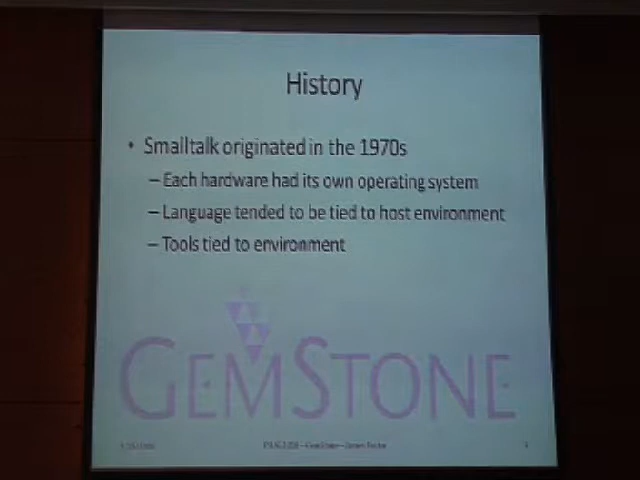 History
• Smalltalk originated in the 1970s
– Each hardware had its own operating system
– Language tended to be tied to host environment
– Tools tied to environment
GEMSTONE